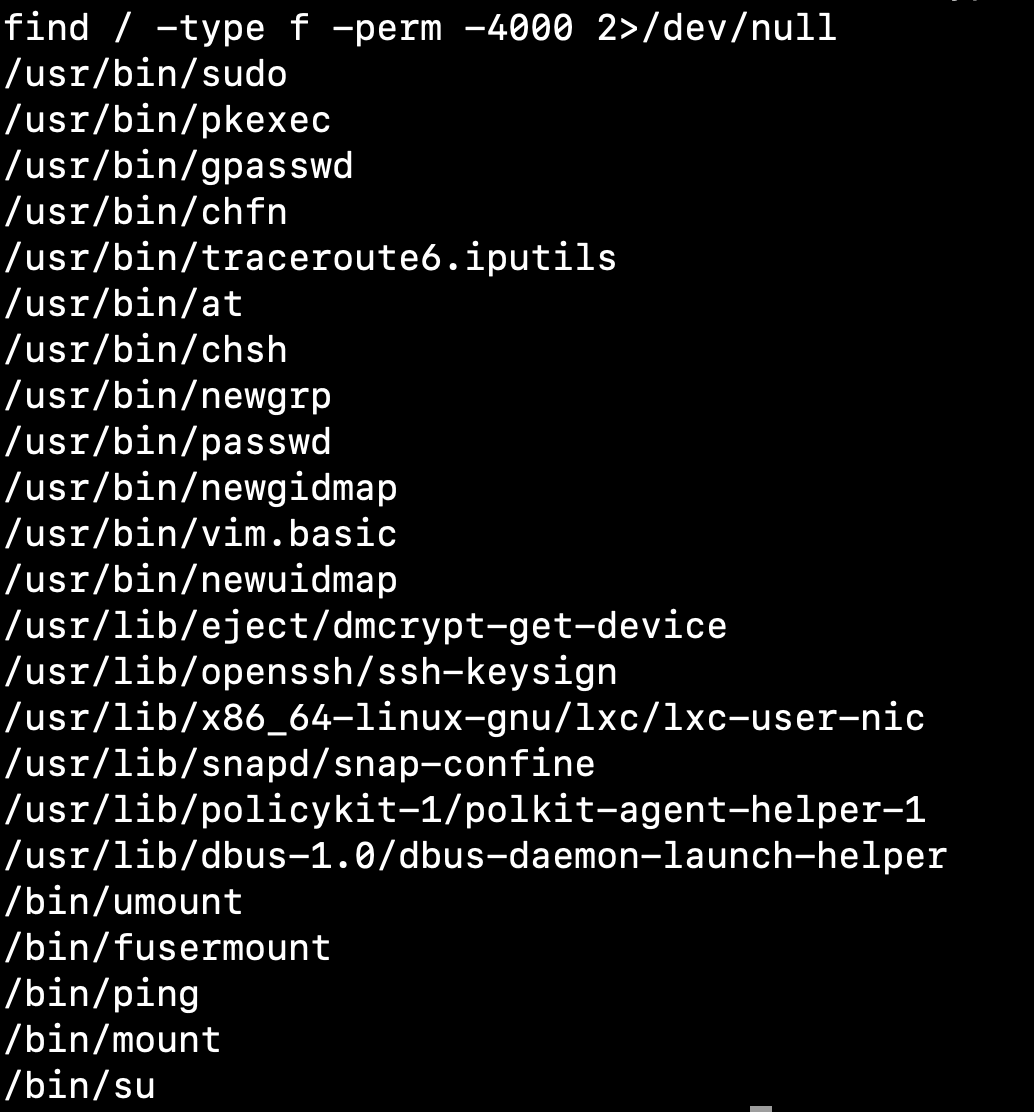 find / -type f -perm -4000 2>/dev/null
/usr/bin/sudo
/usr/bin/pkexec
/usr/bin/gpasswd
/usr/bin/chfn
/usr/bin/traceroute6.iputils
/usr/bin/at
/usr/bin/chsh
/usr/bin/newgrp
/usr/bin/passwd
/usr/bin/newgidmap
/usr/bin/vim.basic
/usr/bin/newuidmap
/usr/lib/eject/dmcrypt-get-device
/usr/lib/openssh/ssh-keysign
/usr/lib/x86_64-linux-gnu/lxc/lxc-user-nic
/usr/lib/snapd/snap-confine
/usr/lib/policykit-1/polkit-agent-helper-1
/usr/lib/dbus-1.0/dbus-daemon-launch-helper
/bin/umount
/bin/fusermount
/bin/ping
/bin/mount
/bin/su